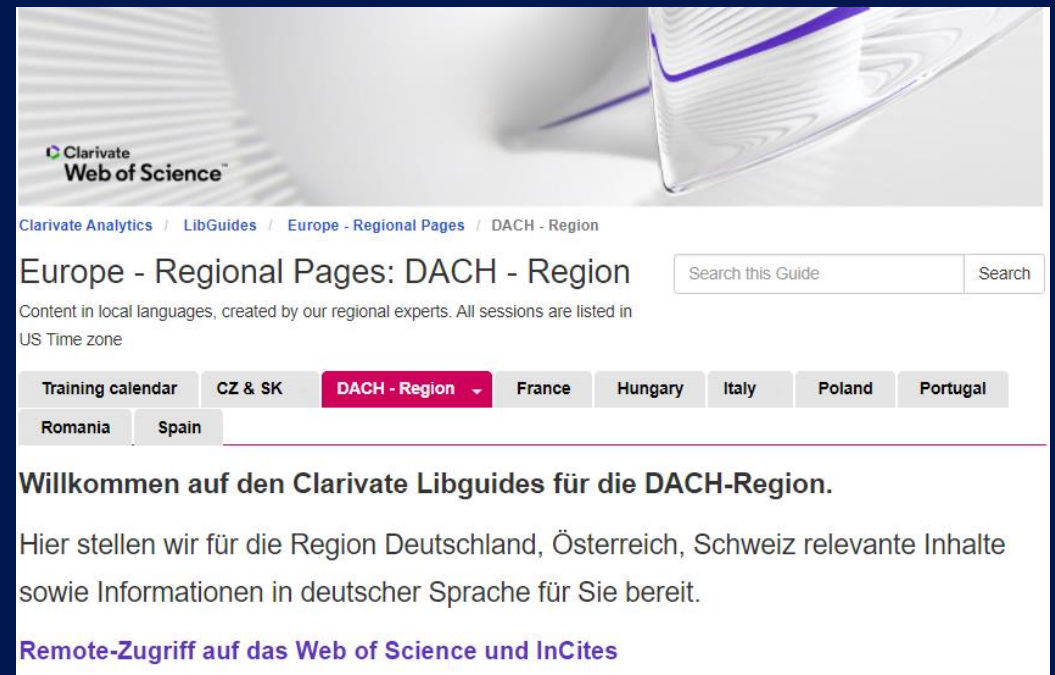 Clarivate
Web of Science™
Clarivate Analytics / LibGuides / Europe - Regional Pages / DACH - Region
Europe - Regional Pages: DACH - Region
Search this Guide
Search
Content in local languages, created by our regional experts. All sessions are listed in
US Time zone
Training calendar
CZ & SK
DACH - Region
France
Hungary
Italy
Poland
Portugal
Romania
Spain
Willkommen auf den Clarivate Libguides für die DACH-Region.
Hier stellen wir für die Region Deutschland, Österreich, Schweiz relevante Inhalte
sowie Informationen in deutscher Sprache für Sie bereit.
Remote-Zugriff auf das Web of Science und InCites